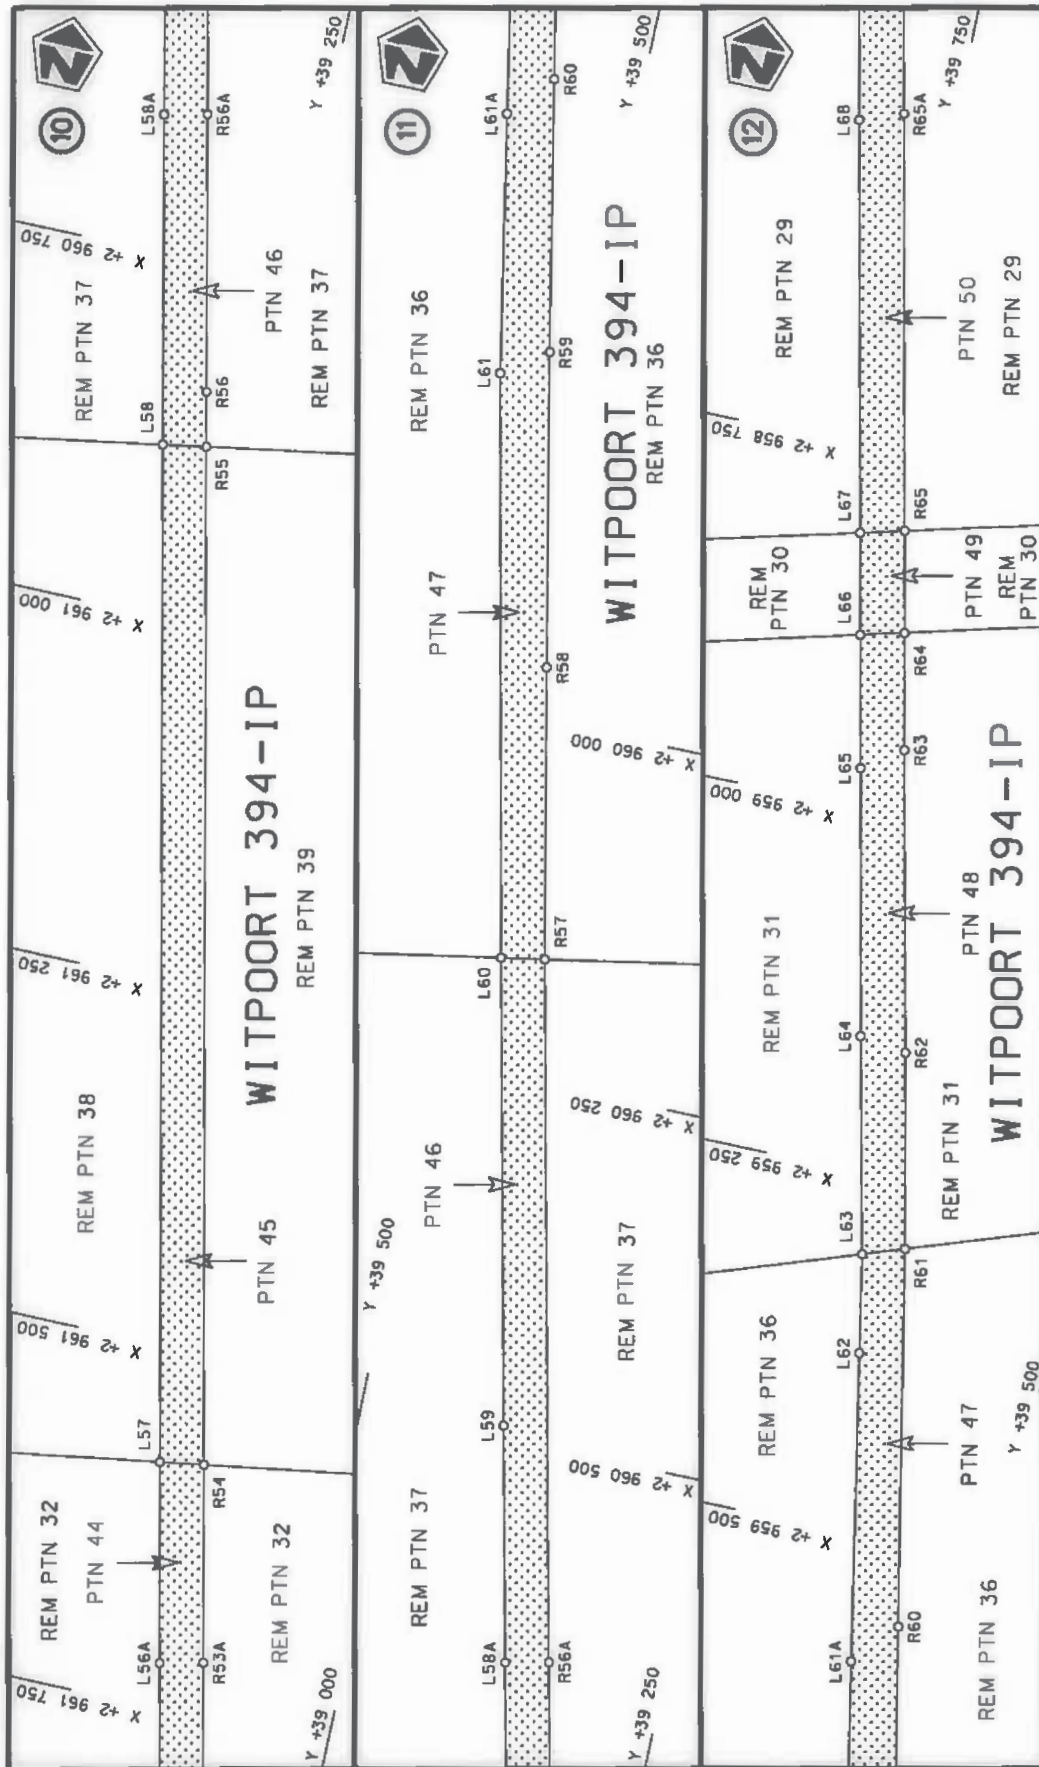 10
N
L56A
L57
L58
L58A
R53A
R54
R55
R56
R56A
X +2 961 750
X +2 961 500
X +2 961 250
X +2 961 000
X +2 960 750
Y +39 000
Y +39 250
REM PTN 32
PTN 44
REM PTN 32
REM PTN 38
PTN 45
WITPOORT 394-IP
REM PTN 39
REM PTN 37
PTN 46
REM PTN 37
11
N
L58A
L59
L60
L61
L61A
R56A
R57
R58
R59
R60
Y +39 500
Y +39 250
Y +39 500
X +2 960 500
X +2 960 250
X +2 960 000
REM PTN 37
PTN 46
REM PTN 37
PTN 47
REM PTN 36
WITPOORT 394-IP
REM PTN 36
12
N
L61A
L62
L63
L64
L65
L66
L67
L68
R60
R61
R62
R63
R64
R65
R65A
X +2 959 500
X +2 959 250
X +2 959 000
X +2 958 750
Y +39 500
Y +39 750
REM PTN 36
PTN 47
REM PTN 36
REM PTN 31
PTN 48
REM PTN 31
WITPOORT 394-IP
REM
PTN 30
PTN 49
REM
PTN 30
REM PTN 29
PTN 50
REM PTN 29